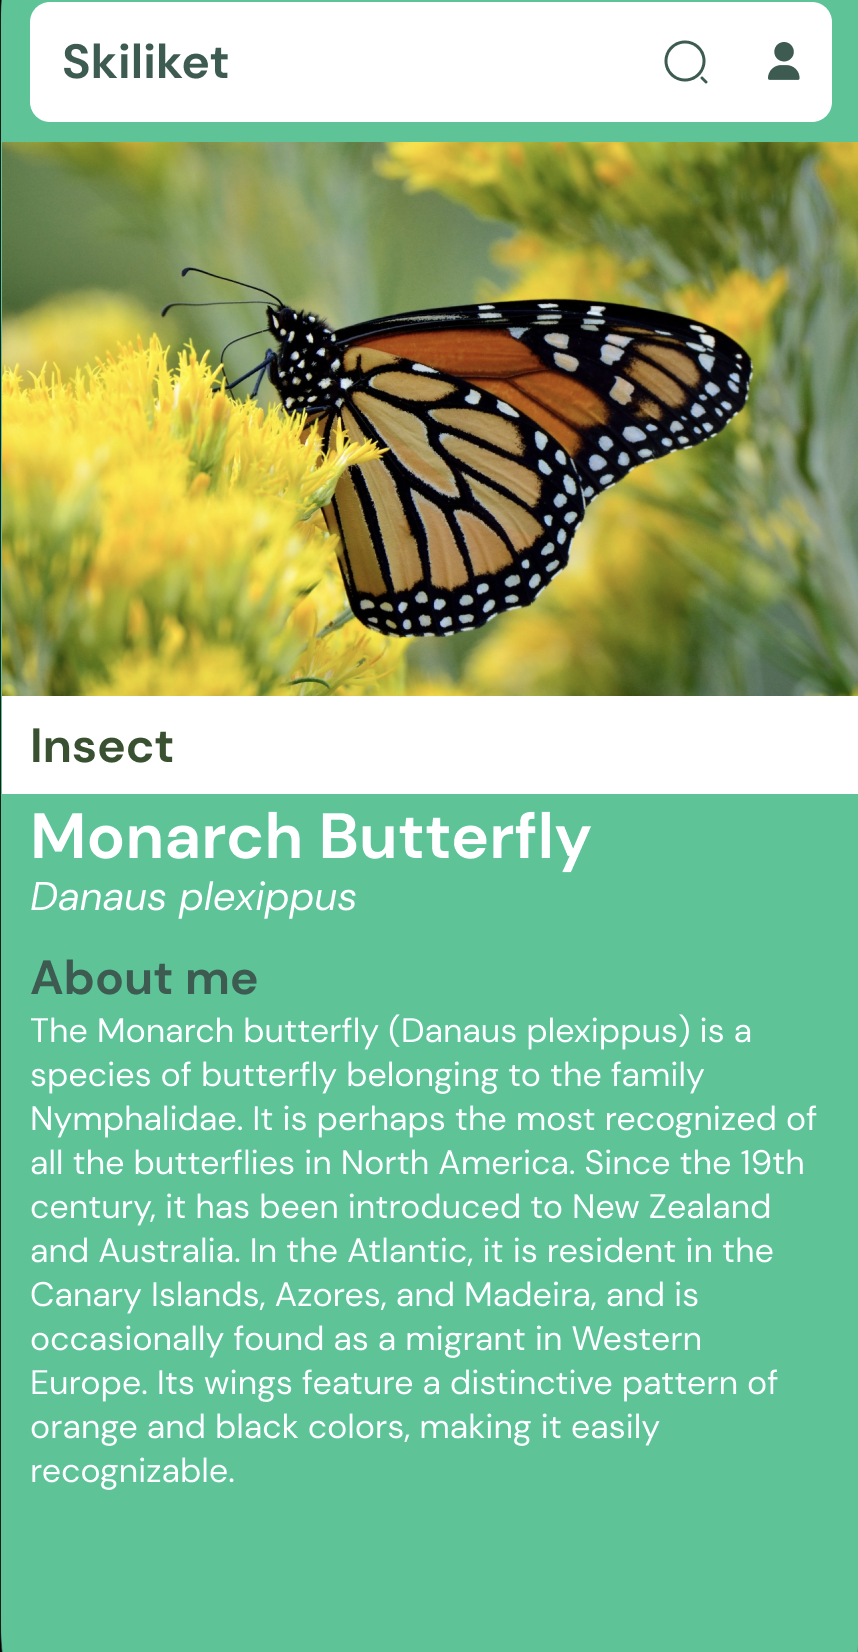 Skiliket
Insect
Monarch Butterfly
Danaus plexippus
About me
The Monarch butterfly (Danaus plexippus) is a
species of butterfly belonging to the family
Nymphalidae. It is perhaps the most recognized of
all the butterflies in North America. Since the 19th
century, it has been introduced to New Zealand
and Australia. In the Atlantic, it is resident in the
Canary Islands, Azores, and Madeira, and is
occasionally found as a migrant in Western
Europe. Its wings feature a distinctive pattern of
orange and black colors, making it easily
recognizable.